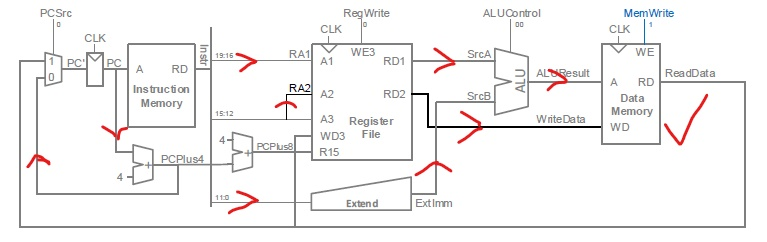 PCSrc
0
RegWrite
0
ALUControl
00
MemWrite
1
CLK
1
0
PC'
PC
A RD
Instruction
Memory
Instr
19:16
RA1
CLK
WE3
A1 RD1
SrcA
RA2
A2 RD2
SrcB
15:12
A3 Register
File
WD3
R15
ALU
ALUResult
CLK
WE
A RD
ReadData
Data
Memory
WriteData
WD
+
4
PCPlus4
4
+
PCPlus8
11:0
Extend
ExtImm